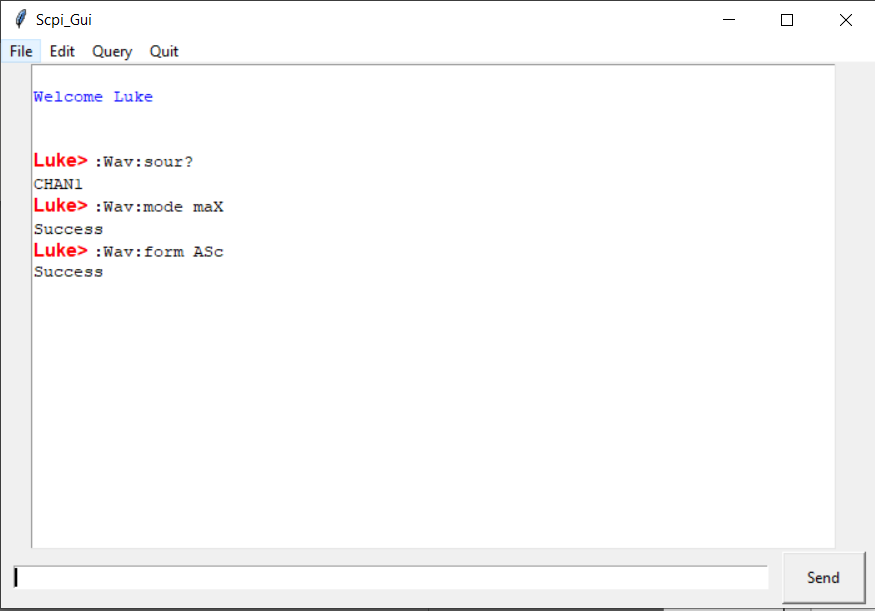 Scpi_Gui
File Edit Query Quit
Welcome Luke
Luke> :Wav:sour?
CHAN1
Luke> :Wav:mode maX
Success
Luke> :Wav:form ASc
Success
Send